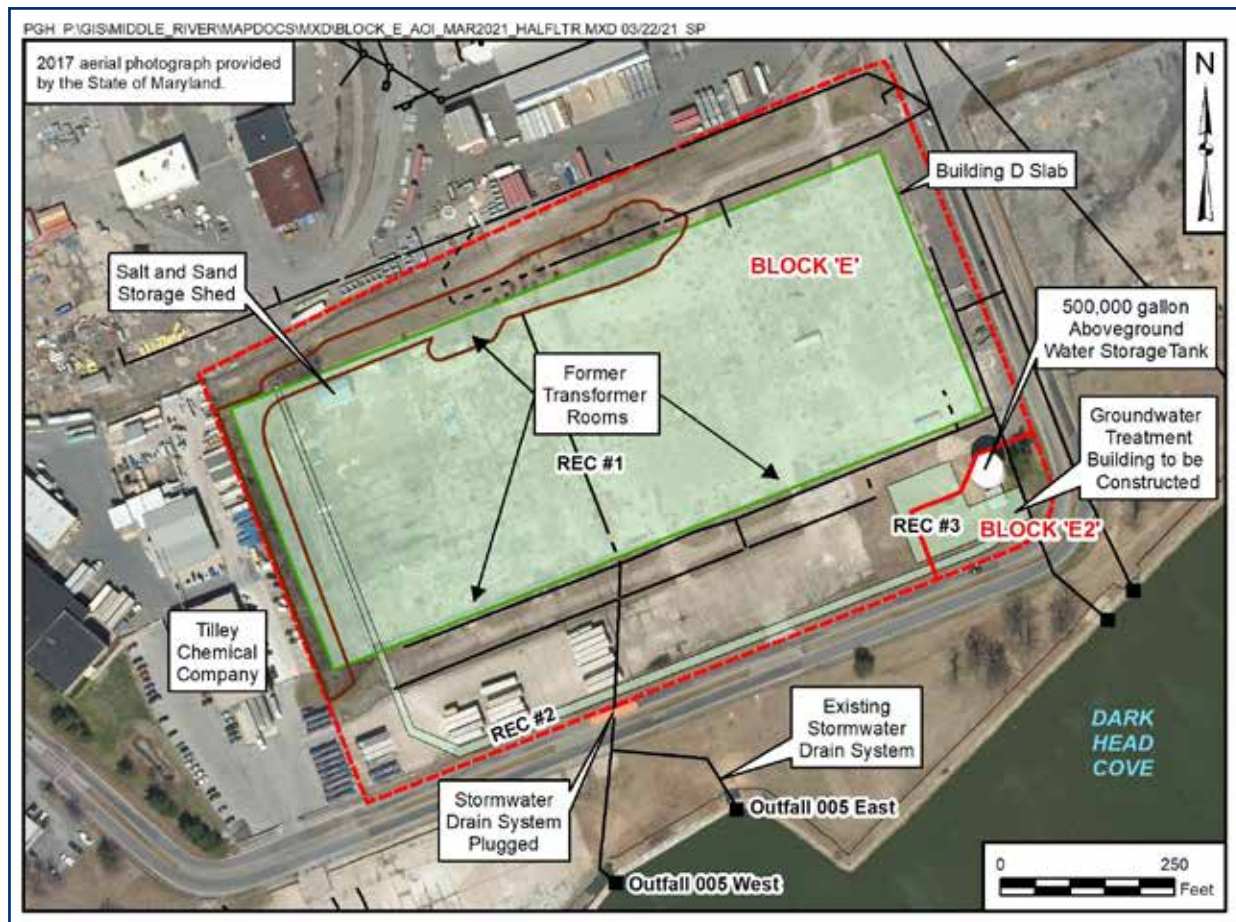 PGH P:\GIS\MIDDLE_RIVER\MAPDOCS\MXD\BLOCK_E_AOI_MAR2021_HALFLTR.MXD 03/22/21 SP
2017 aerial photograph provided
by the State of Maryland.
N
Building D Slab
BLOCK 'E'
Salt and Sand
Storage Shed
500,000 gallon
Aboveground
Water Storage Tank
Former
Transformer
Rooms
REC #1
Groundwater
Treatment
Building to be
Constructed
REC #3
BLOCK 'E2'
Tilley
Chemical
Company
REC #2
Existing
Stormwater
Drain System
DARK
HEAD
COVE
Stormwater
Drain System
Plugged
Outfall 005 East
Outfall 005 West
0
250
Feet